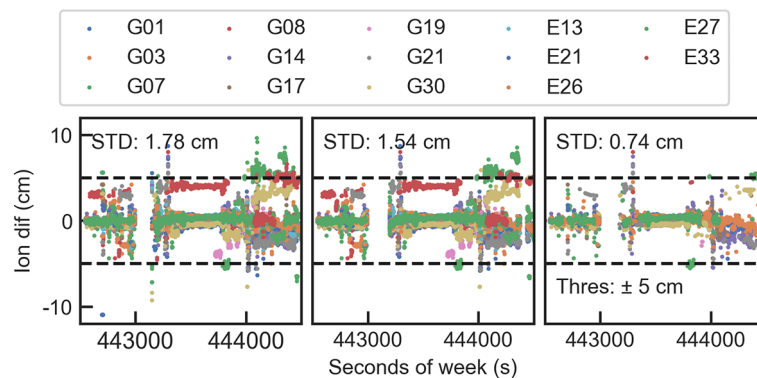 G01 G08 G19 E13 E27
G03 G14 G21 E21 E33
G07 G17 G30 E26
STD: 1.78 cm STD: 1.54 cm STD: 0.74 cm
Thres: ± 5 cm
Ion dif (cm)
10
0
-10
443000 444000 443000 444000 443000 444000
Seconds of week (s)